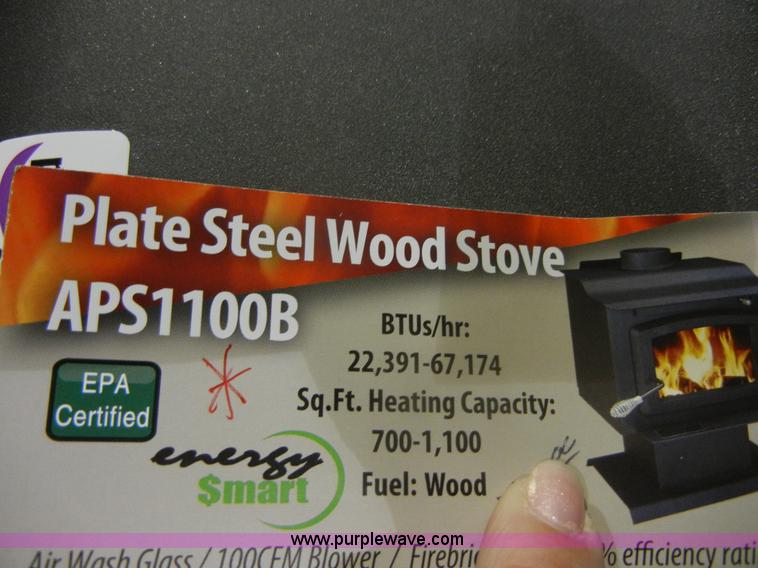 Plate Steel Wood Stove
APS1100B
BTUs/hr:
22,391-67,174
EPA
Certified
Sq.Ft. Heating Capacity:
700-1,100
energy
$mart
Fuel: Wood
www.purplewave.com
Air Wash Glass / 100CFM Blower / % efficiency